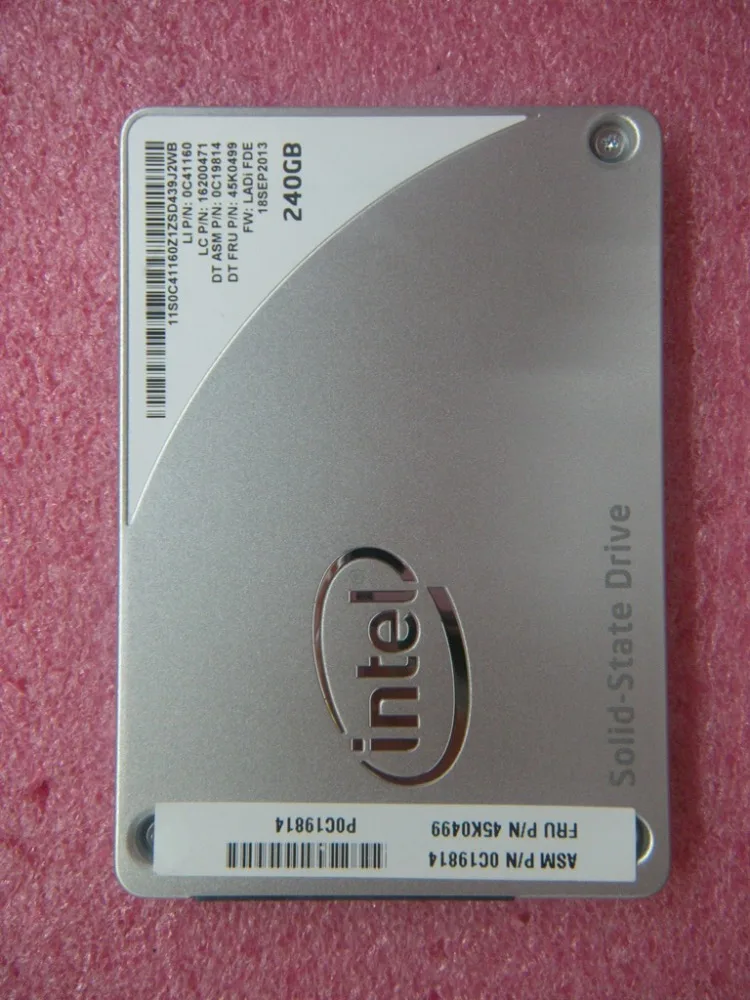 11S0C41160Z1ZSD439J2WB
LI P/N: 0C41160
LC P/N: 16200471
DT ASM P/N: 0C19814
DT FRU P/N: 45K0499
FW: LADi FDE
18SEP2013
240GB
intel
®
Solid-State Drive
ASM P/N 0C19814
FRU P/N 45K0499
P0C19814